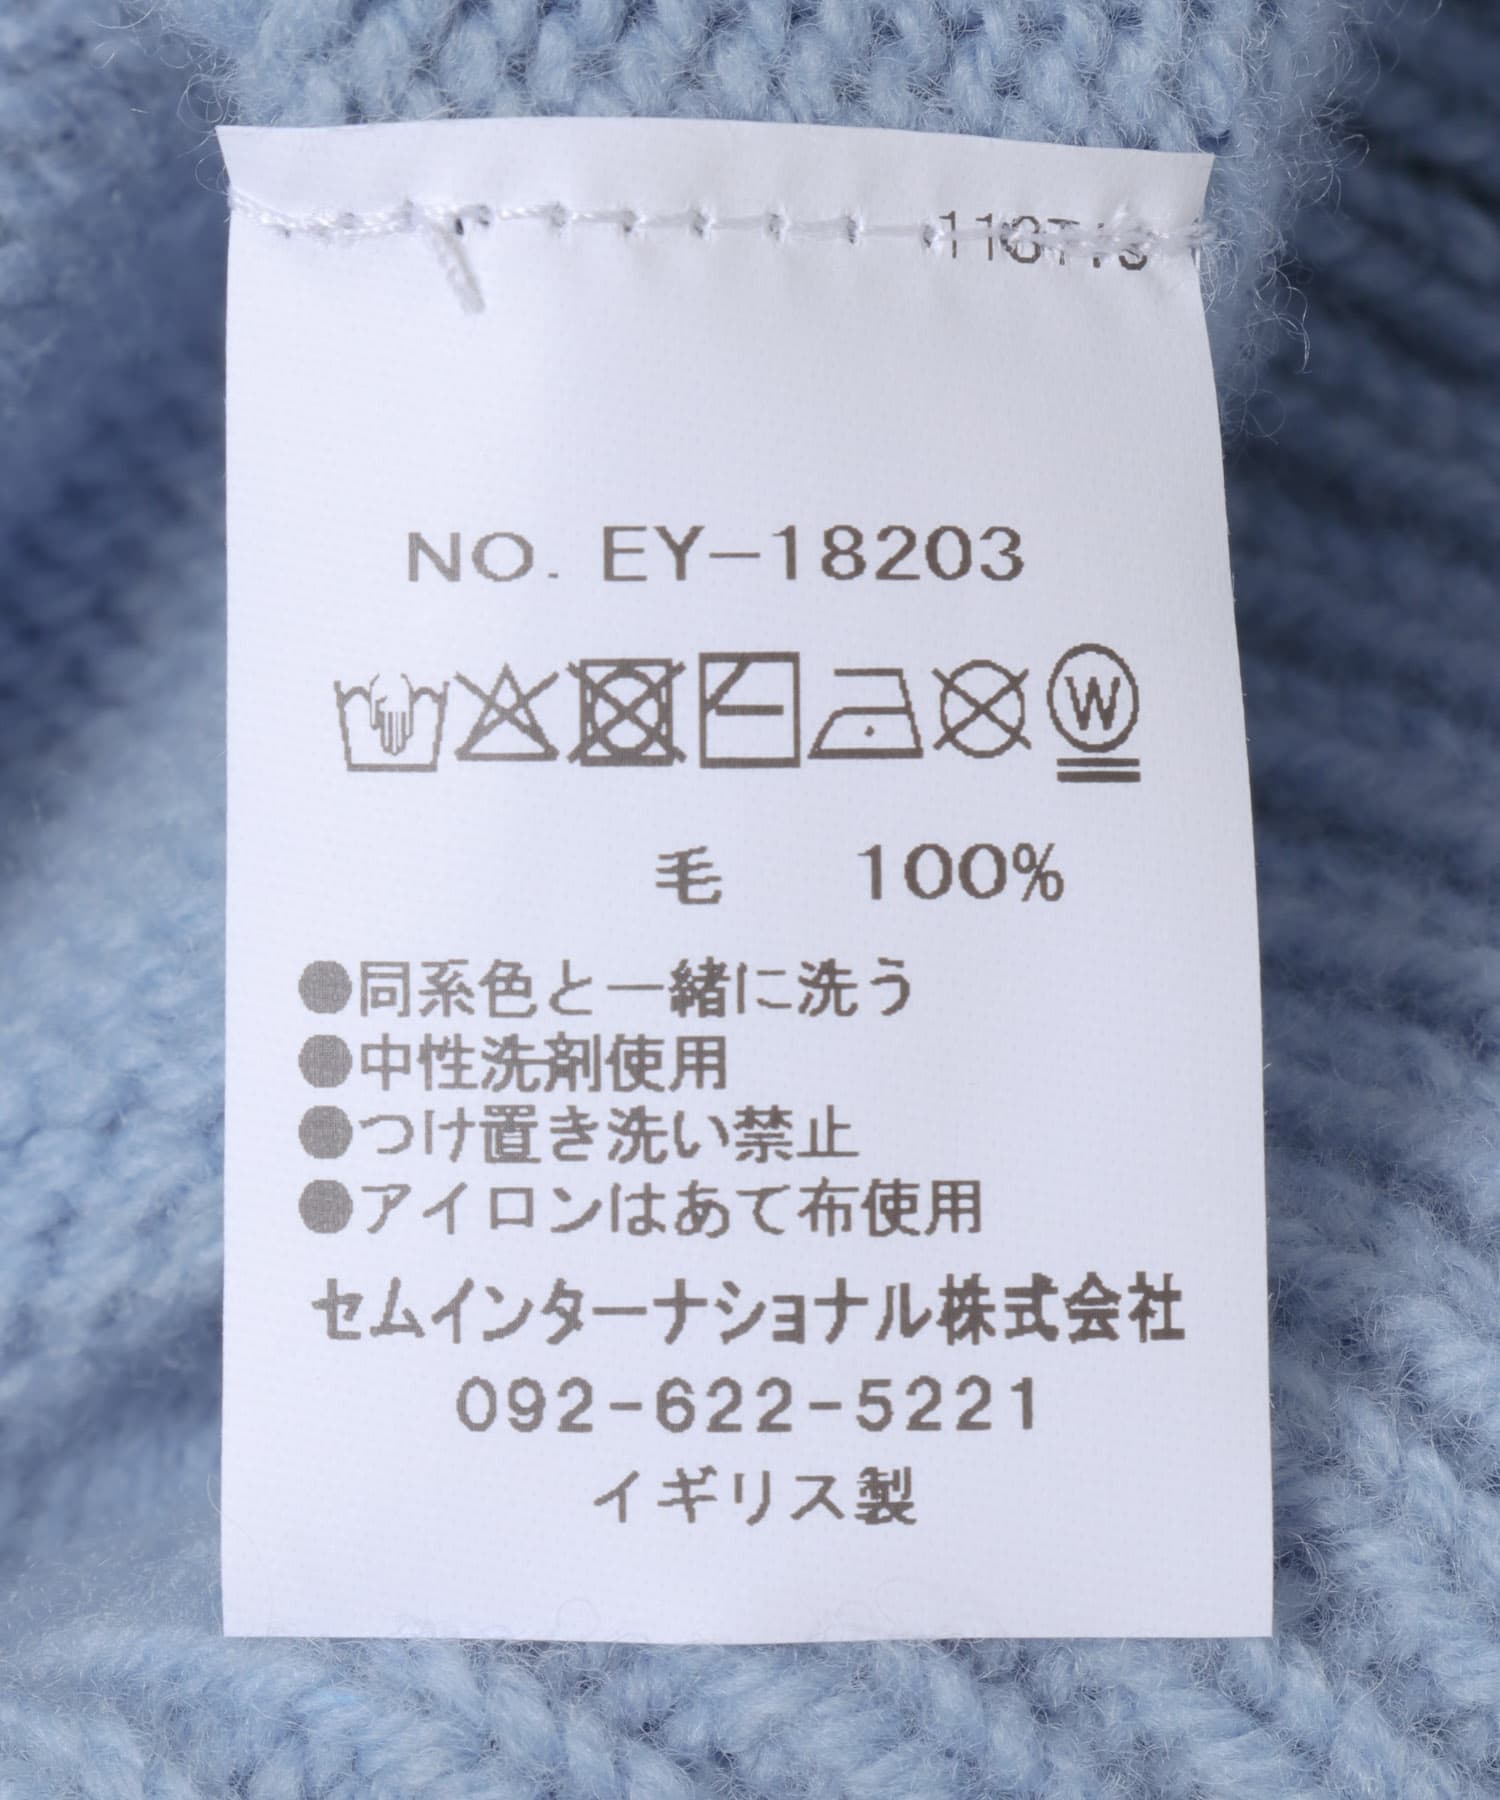 NO. EY-18203
W
毛 100%
●同系色と一緒に洗う
●中性洗剤使用
●つけ置き洗い禁止
●アイロンはあて布使用
セムインターナショナル株式会社
092-622-5221
イギリス製